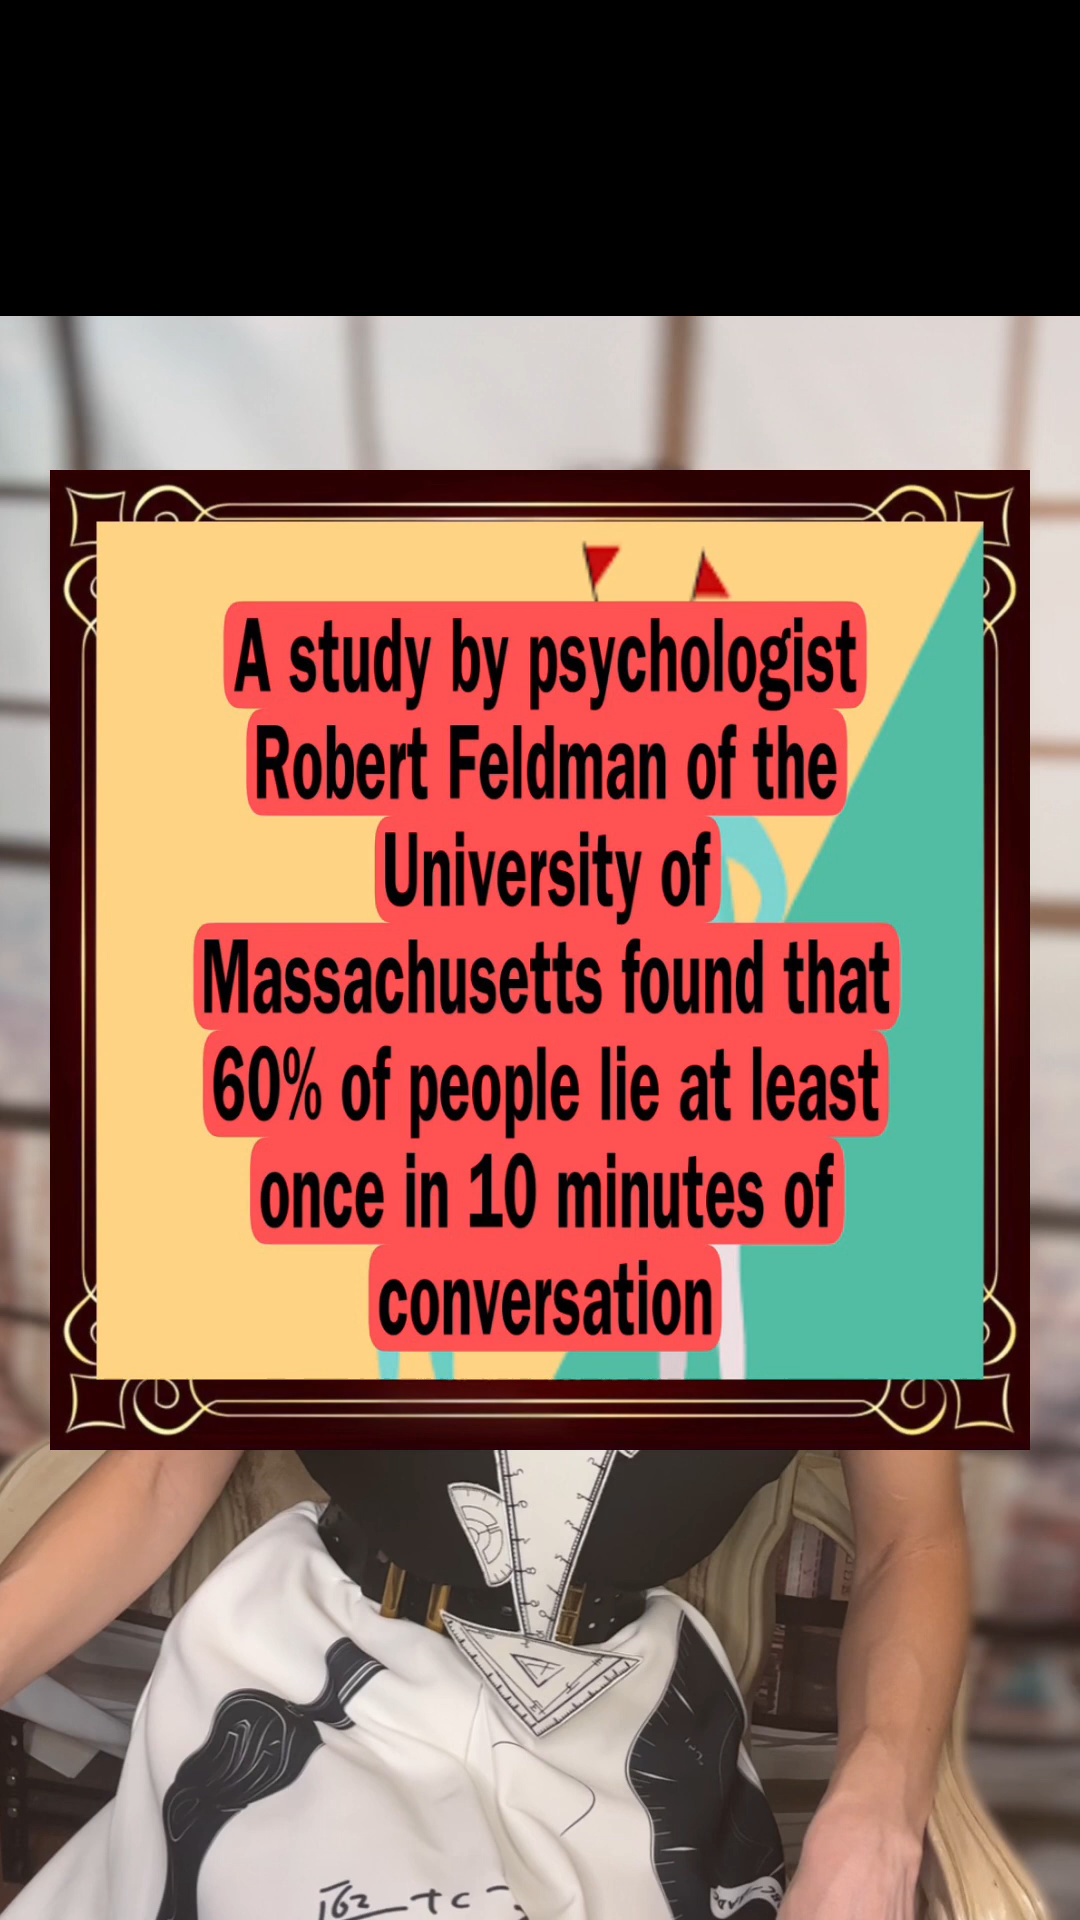 A study by psychologist
Robert Feldman of the
University of
Massachusetts found that
60% of people lie at least
once in 10 minutes of
conversation